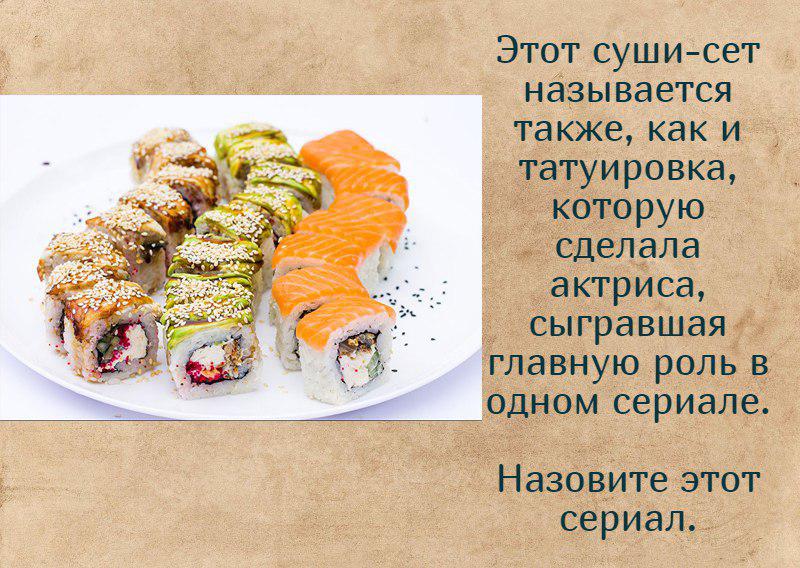 Этот суши-сет
называется
также, как и
татуировка,
которую
сделала
актриса,
сыгравшая
главную роль в
одном сериале.
Назовите этот
сериал.